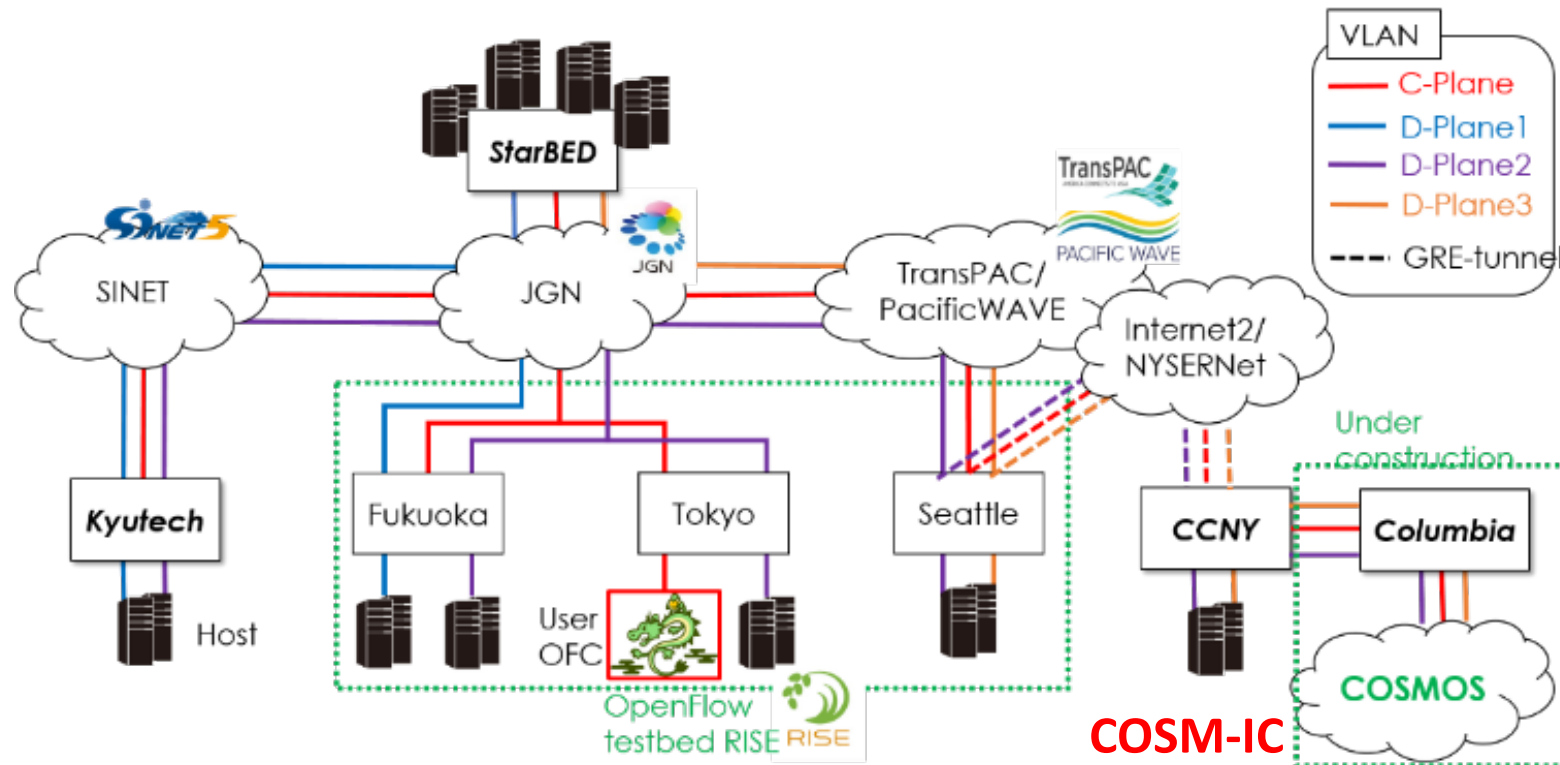 VLAN
C-Plane
D-Plane1
D-Plane2
D-Plane3
GRE-tunnel
StarBED
TransPAC
PACIFIC WAVE
SINET5
JGN
SINET
JGN
TransPAC/
PacificWAVE
Internet2/
NYSERNet
Under
construction
Kyutech
Fukuoka
Tokyo
Seattle
CCNY
Columbia
Host
User
OFC
COSMOS
OpenFlow
testbed RISE
RISE
COSM-IC